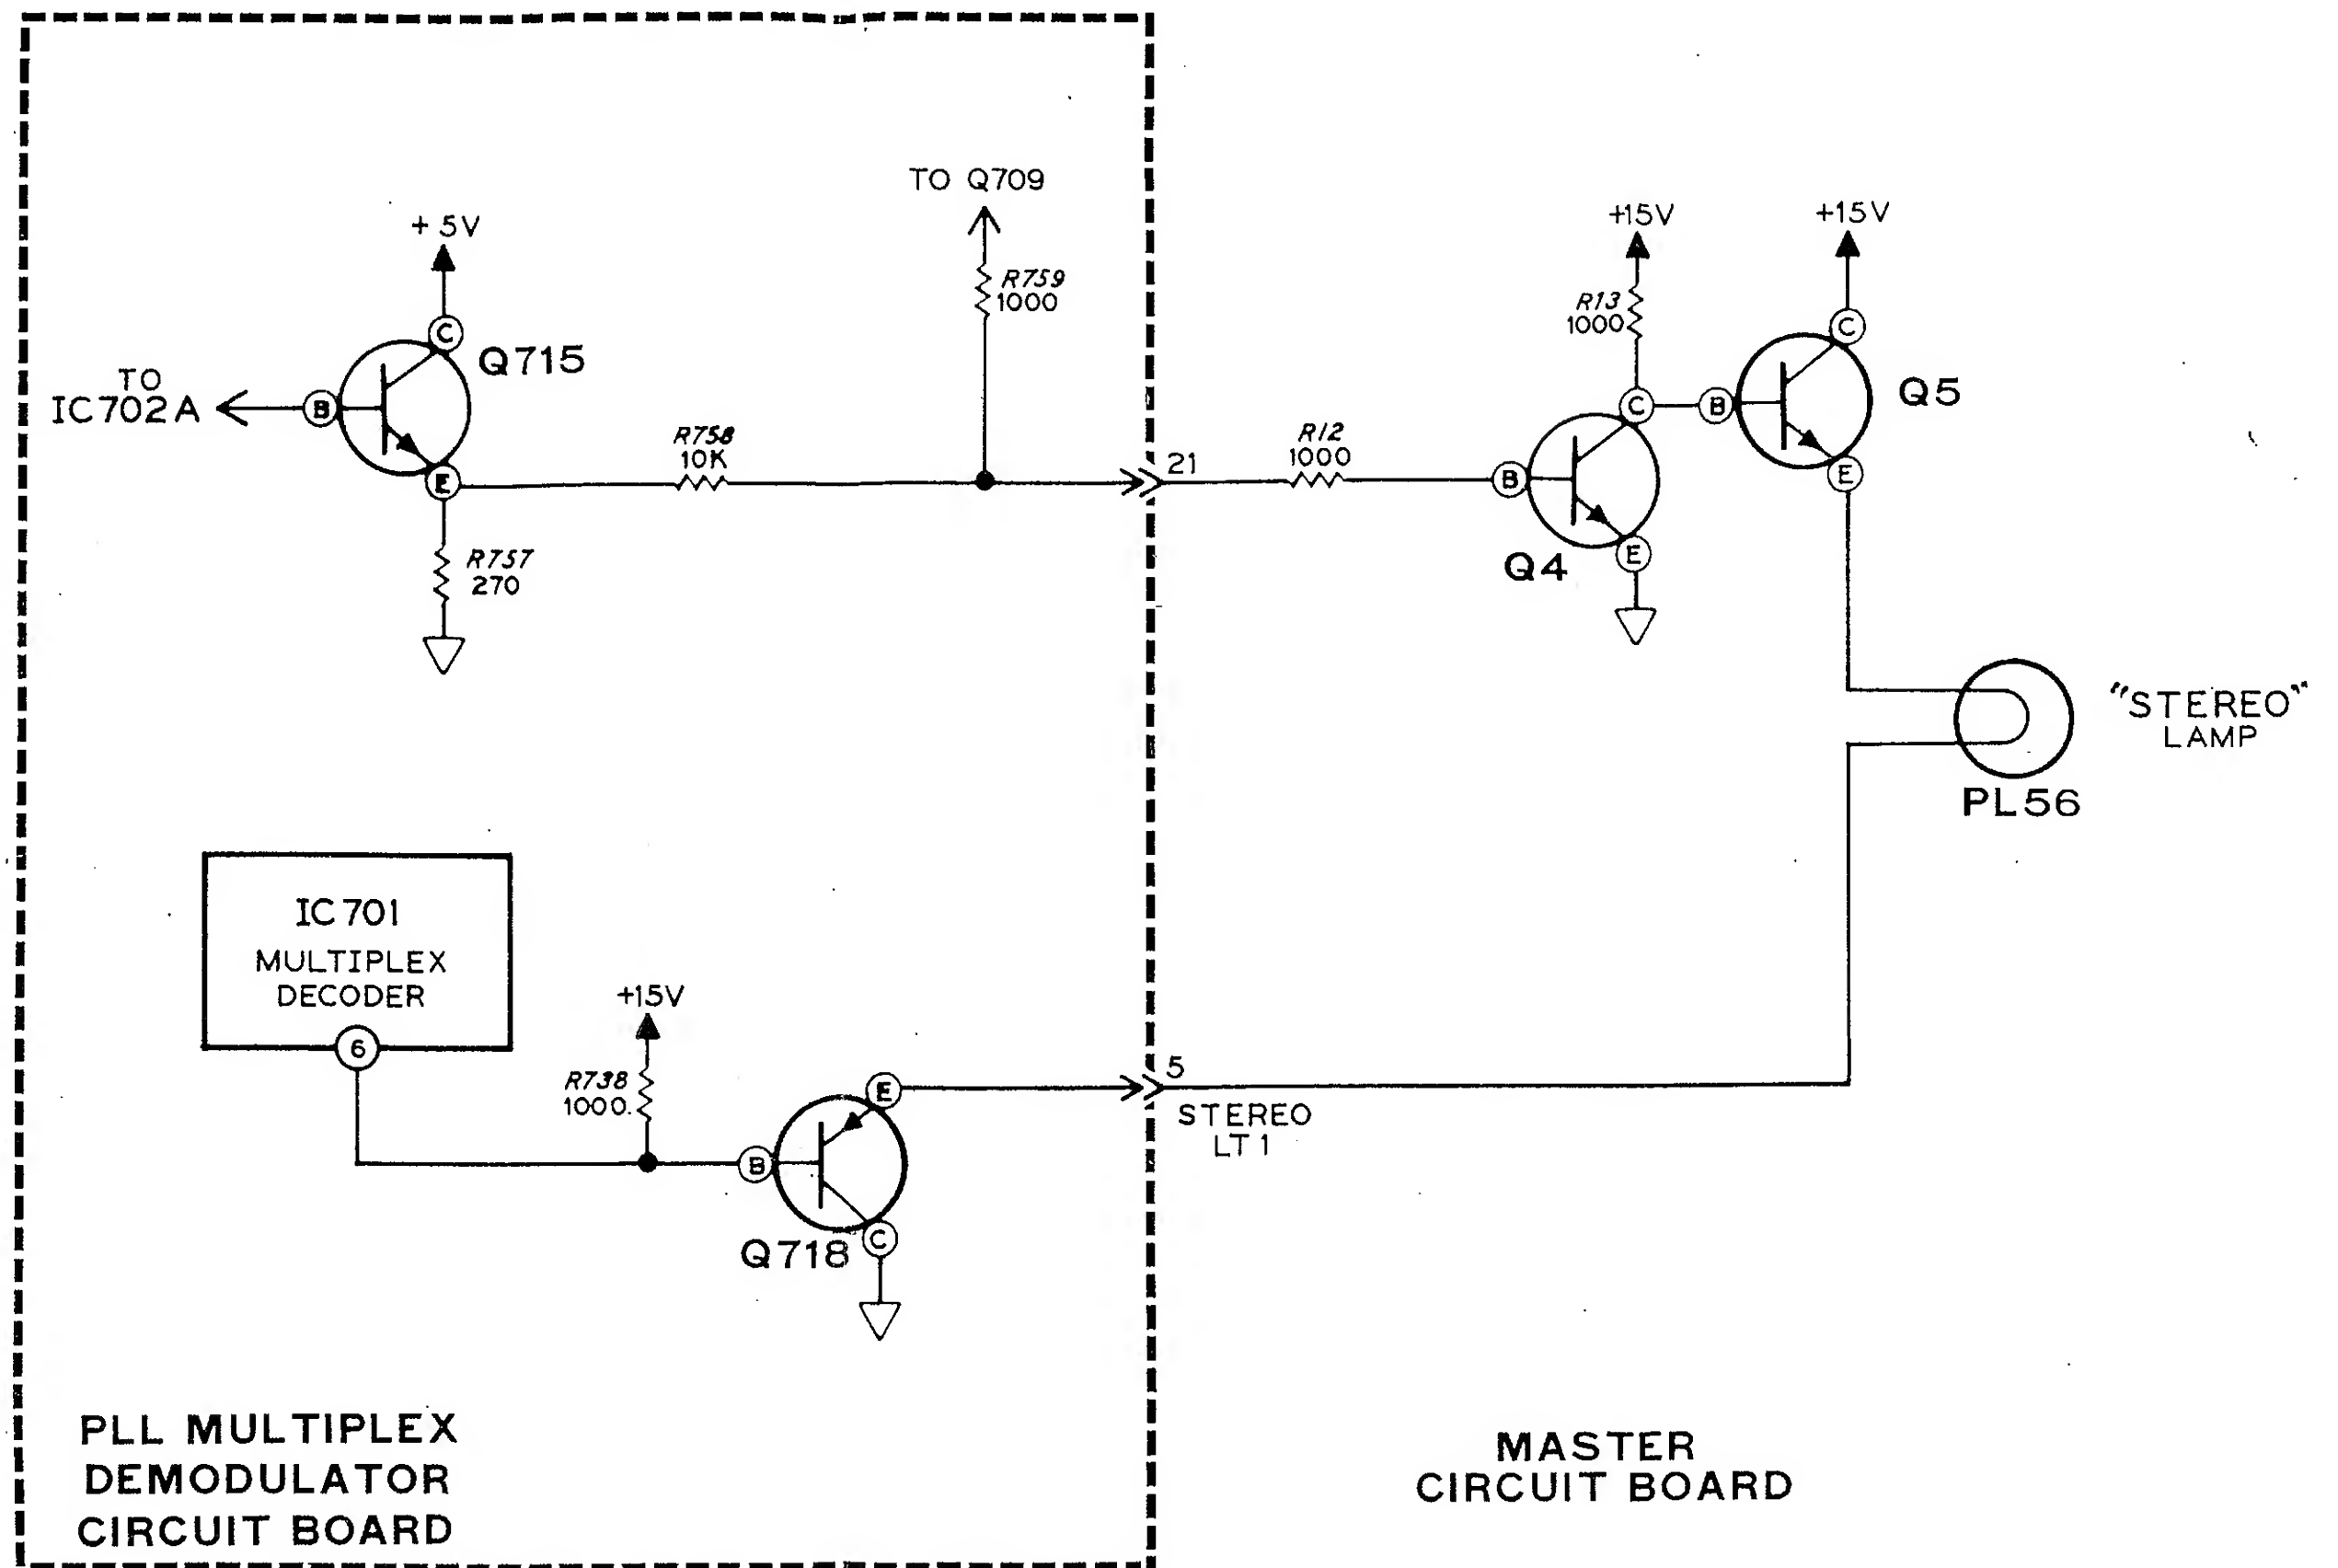 TO Q709
+5V
R759
1000
C
Q715
TO
IC702A
B
E
R758
10K
R757
270
21
R12
1000
+15V
R13
1000
C
B
Q4
E
+15V
C
B
Q5
E
"STEREO"
LAMP
PL56
IC701
MULTIPLEX
DECODER
6
+15V
R738
1000.
B
E
C
Q718
5
STEREO
LT1
PLL MULTIPLEX
DEMODULATOR
CIRCUIT BOARD
MASTER
CIRCUIT BOARD